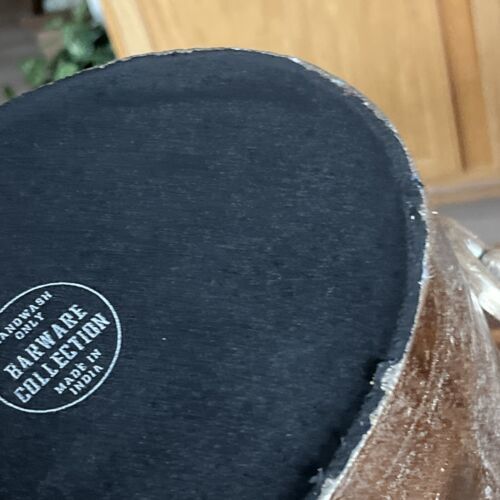 HANDWASH
ONLY
BARWARE
COLLECTION
MADE IN
INDIA